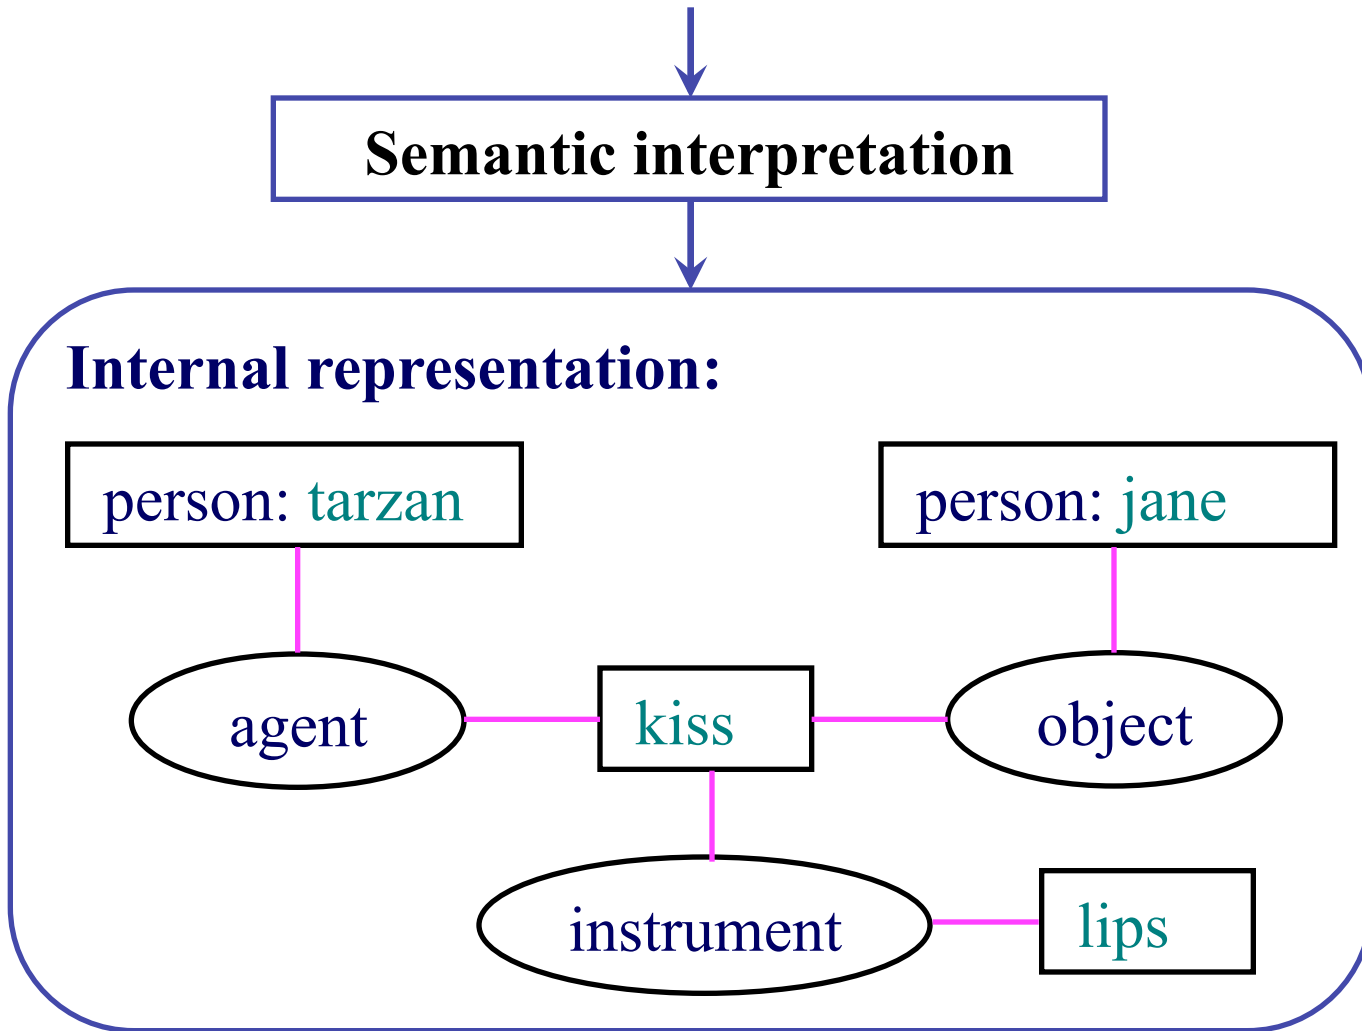 Semantic interpretation
Internal representation:
person: tarzan
person: jane
agent
kiss
object
instrument
lips